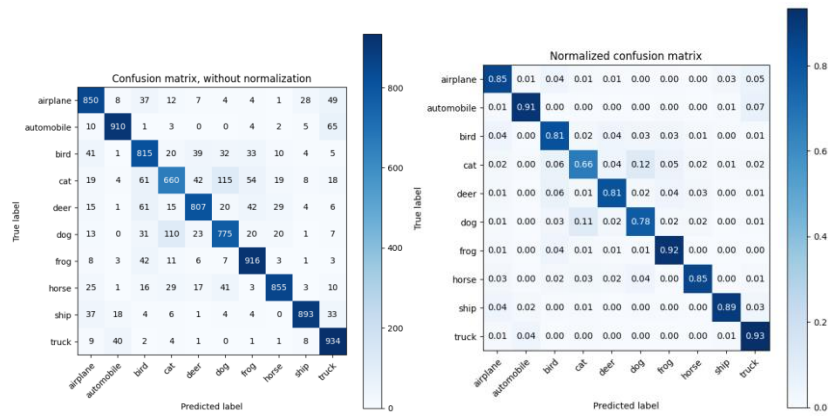 Confusion matrix, without normalization
airplane 850 8 37 12 7 4 4 1 28 49
automobile 10 910 1 3 0 0 4 2 5 65
bird 41 1 815 20 39 32 33 10 4 5
cat 19 4 61 660 42 115 54 19 8 18
deer 15 1 61 15 807 20 42 29 4 6
dog 13 0 31 110 23 775 20 20 1 7
frog 8 3 42 11 6 7 916 3 1 3
horse 25 1 16 29 17 41 3 855 3 10
ship 37 18 4 6 1 4 4 0 893 33
truck 9 40 2 4 1 0 1 1 8 934
airplane automobile bird cat deer dog frog horse ship truck
True label
Predicted label
800
600
400
200
0
Normalized confusion matrix
airplane 0.85 0.01 0.04 0.01 0.01 0.00 0.00 0.00 0.03 0.05
automobile 0.01 0.91 0.00 0.00 0.00 0.00 0.00 0.00 0.01 0.07
bird 0.04 0.00 0.81 0.02 0.04 0.03 0.03 0.01 0.00 0.01
cat 0.02 0.00 0.06 0.66 0.04 0.12 0.05 0.02 0.01 0.02
deer 0.01 0.00 0.06 0.01 0.81 0.02 0.04 0.03 0.00 0.01
dog 0.01 0.00 0.03 0.11 0.02 0.78 0.02 0.02 0.00 0.01
frog 0.01 0.00 0.04 0.01 0.01 0.01 0.92 0.00 0.00 0.00
horse 0.03 0.00 0.02 0.03 0.02 0.04 0.00 0.85 0.00 0.01
ship 0.04 0.02 0.00 0.01 0.00 0.00 0.00 0.00 0.89 0.03
truck 0.01 0.04 0.00 0.00 0.00 0.00 0.00 0.00 0.01 0.93
airplane automobile bird cat deer dog frog horse ship truck
True label
Predicted label
0.8
0.6
0.4
0.2
0.0